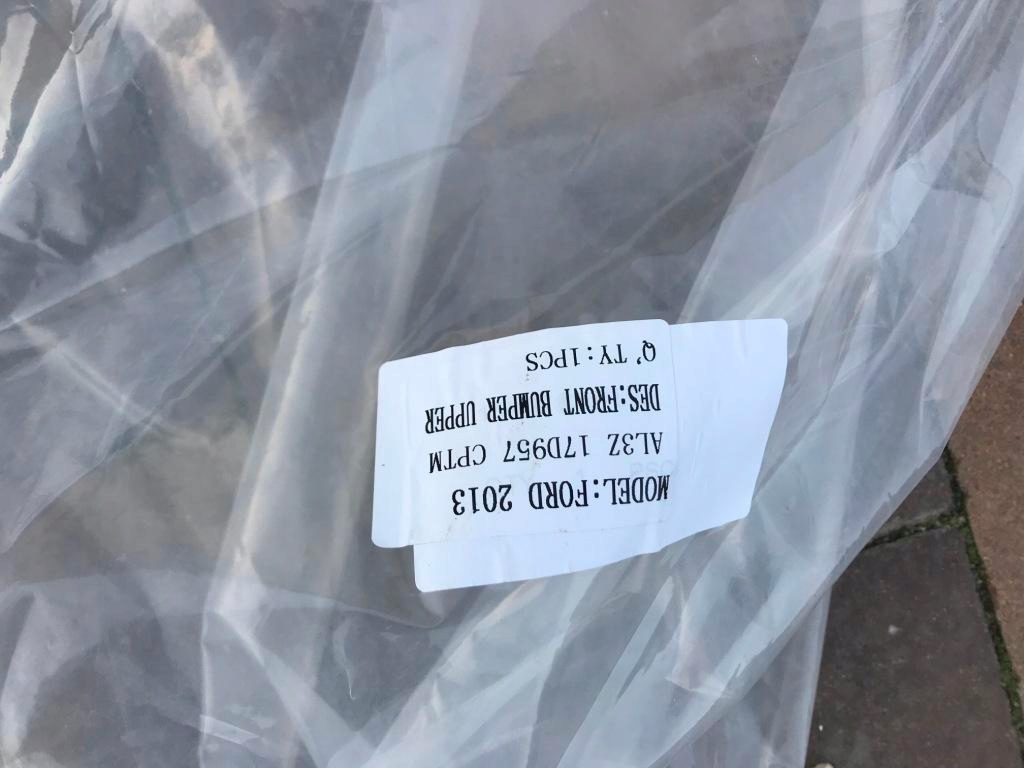 MODEL:FORD 2013
AL3Z 17D957 CPTM
DES:FRONT BUMPER UPPER
Q'TY:1PCS